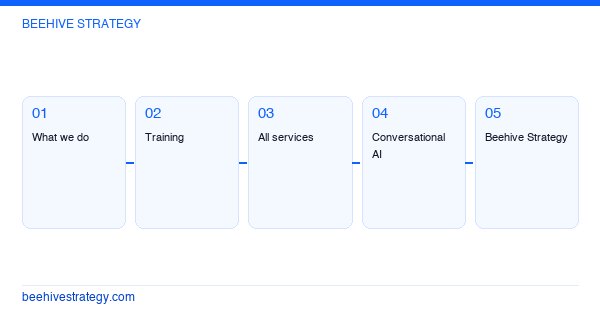 BEEHIVE STRATEGY
01
What we do
02
Training
03
All services
04
Conversational
AI
05
Beehive Strategy
beehivestrategy.com